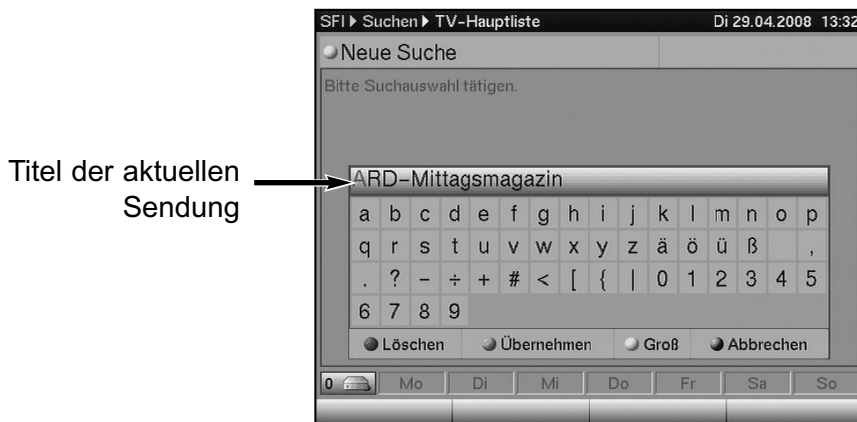 SFI ▶ Suchen ▶ TV-Hauptliste Di 29.04.2008 13:32
Neue Suche
Bitte Suchauswahl tätigen.
Titel der aktuellen
Sendung
ARD-Mittagsmagazin
a b c d e f g h i j k l m n o p
q r s t u v w x y z ä ö ü ß ,
. ? - ÷ + # < [ { | 0 1 2 3 4 5
6 7 8 9
Löschen Übernehmen Groß Abbrechen
0 Mo Di Mi Do Fr Sa So